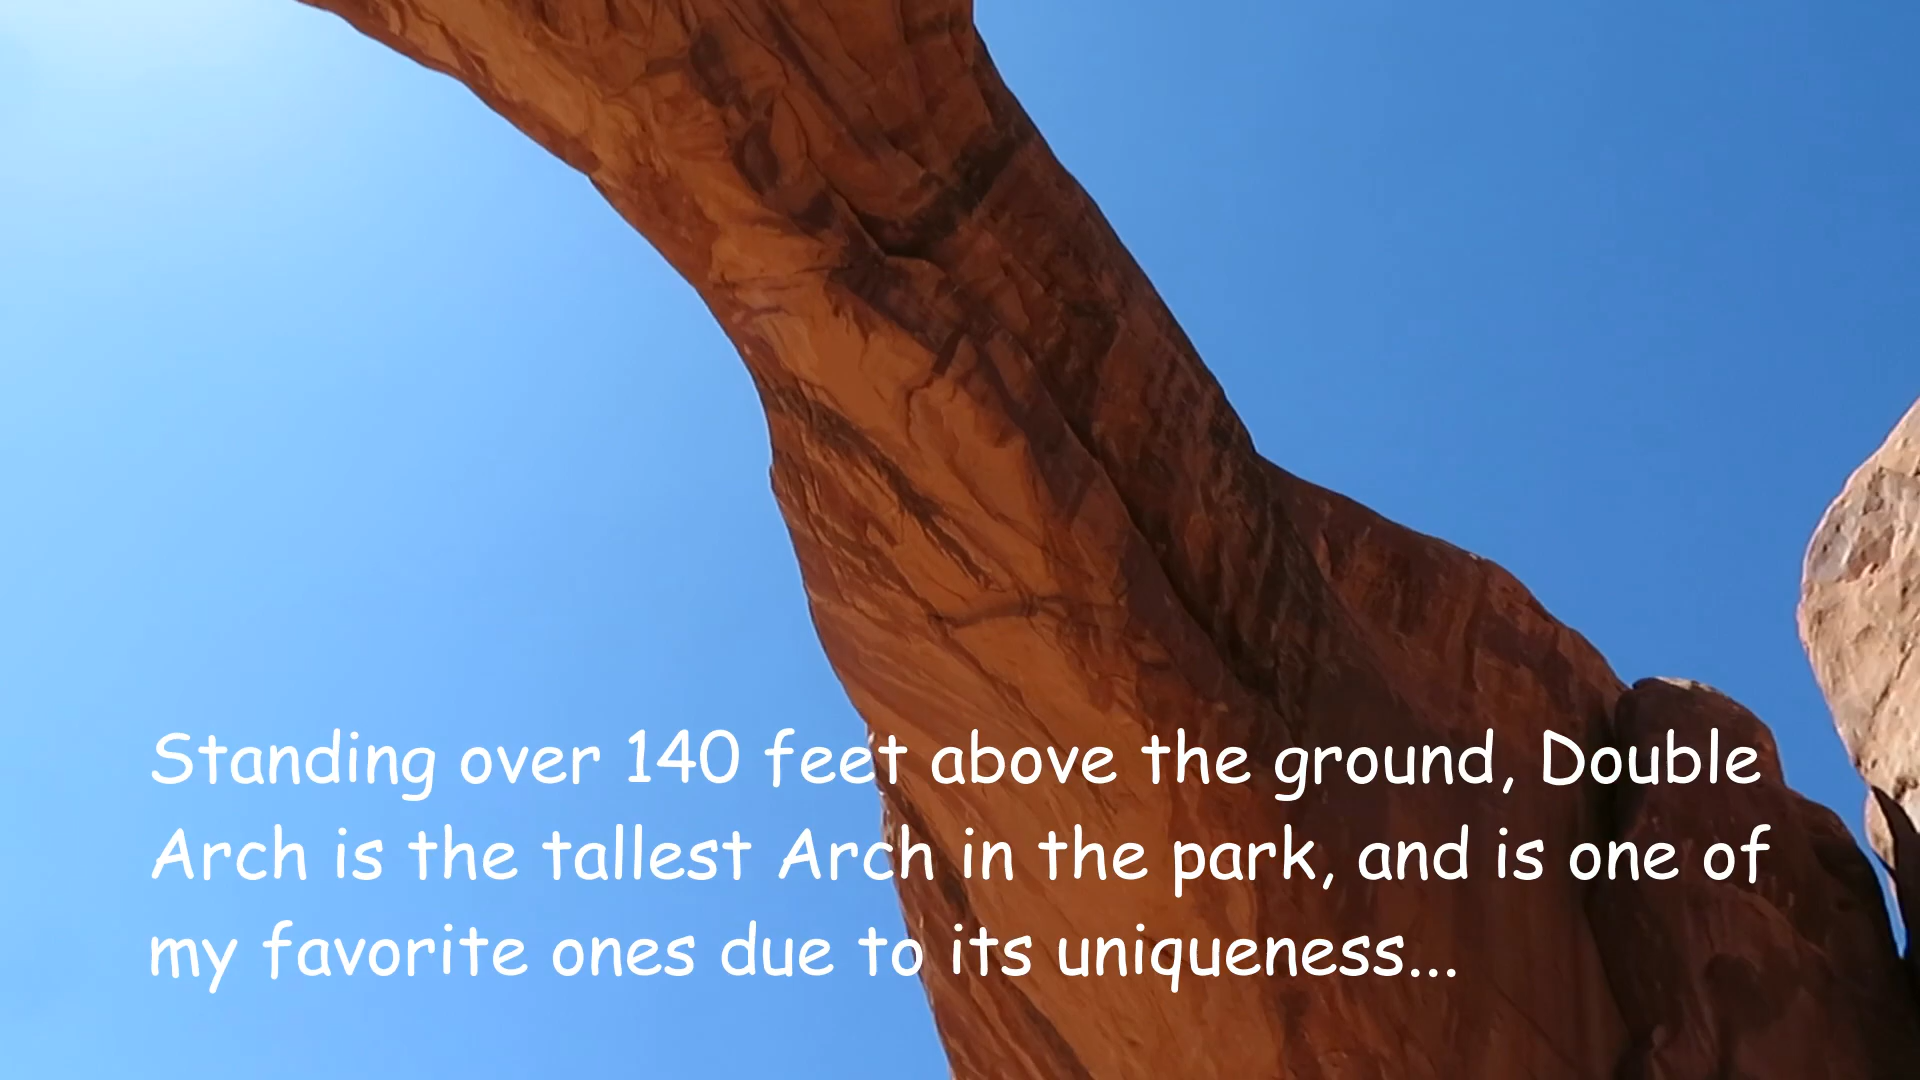 Standing over 140 feet above the ground, Double
Arch is the tallest Arch in the park, and is one of
my favorite ones due to its uniqueness...